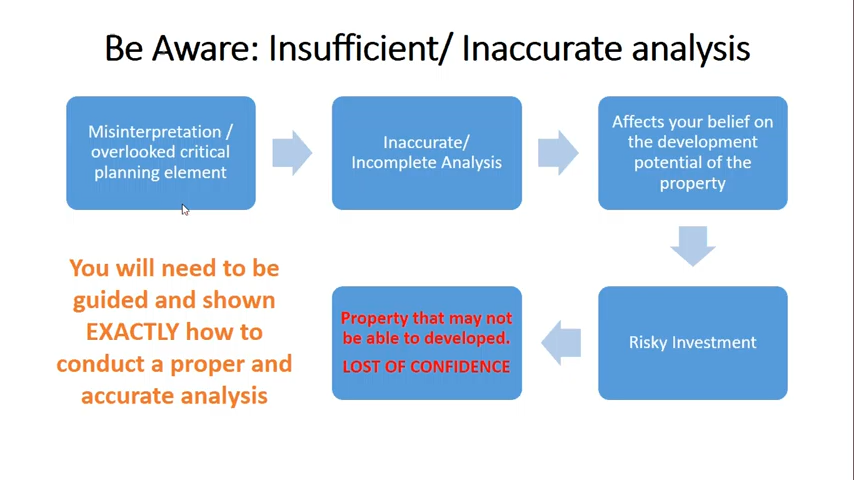 Be Aware: Insufficient/ Inaccurate analysis
Misinterpretation /
overlooked critical
planning element
Inaccurate/
Incomplete Analysis
Affects your belief on
the development
potential of the
property
Risky Investment
Property that may not
be able to developed.
LOST OF CONFIDENCE
You will need to be
guided and shown
EXACTLY how to
conduct a proper and
accurate analysis